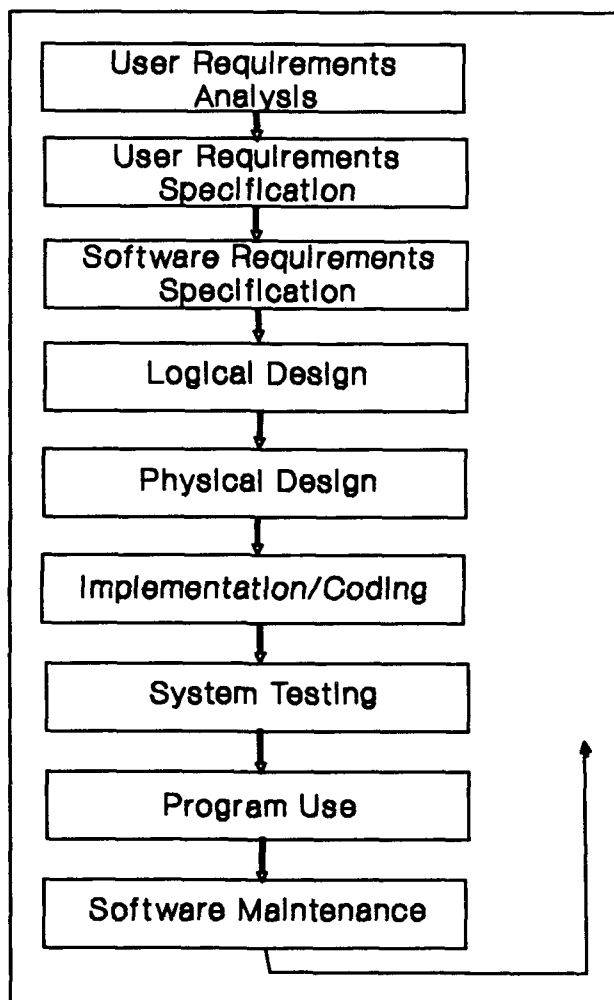 User Requirements
Analysis
User Requirements
Specification
Software Requirements
Specification
Logical Design
Physical Design
Implementation/Coding
System Testing
Program Use
Software Maintenance